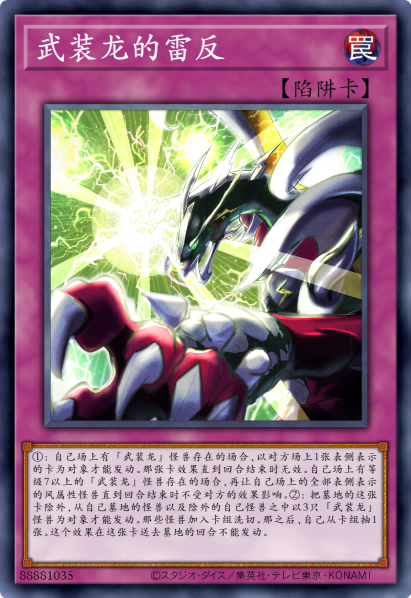 武装龙的雷反
罠
【陷阱卡】
①：自己场上有「武装龙」怪兽存在的场合，以对方场上1张表侧表示
的卡为对象才能发动。那张卡效果直到回合结束时无效。自己场上有等
级7以上的「武装龙」怪兽存在的场合，再让自己场上的全部表侧表示
的风属性怪兽直到回合结束时不受对方的效果影响。②：把墓地的这张
卡除外，从自己墓地的怪兽以及除外的自己怪兽之中以3只「武装龙」
怪兽为对象才能发动。那些怪兽加入卡组洗切。那之后，自己从卡组抽1
张。这个效果在这张卡送去墓地的回合不能发动。
88881035
©スタジオ・ダイス／集英社・テレビ東京・KONAMI